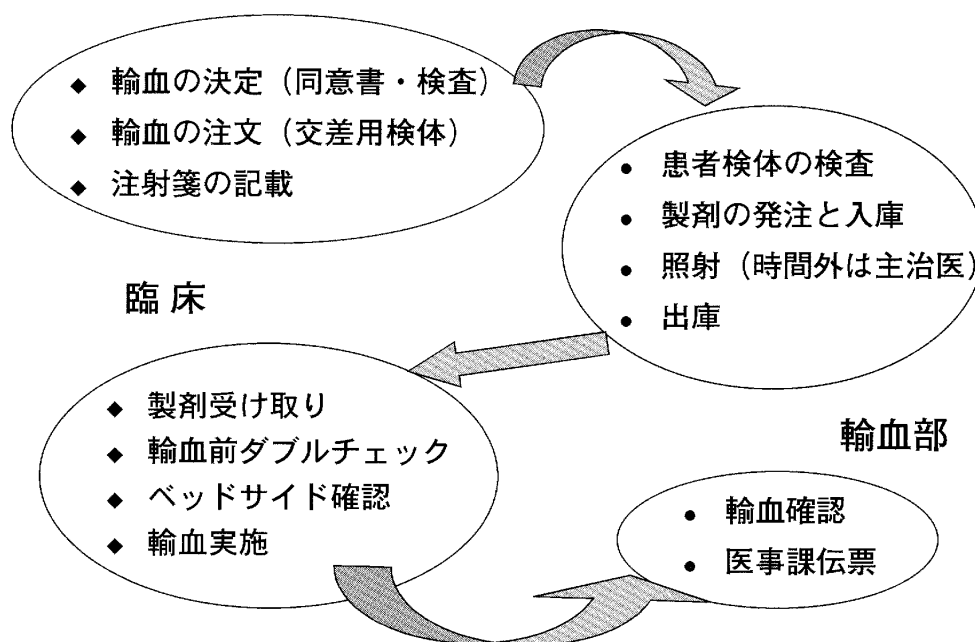 ◆ 輸血の決定（同意書・検査）
◆ 輸血の注文（交差用検体）
◆ 注射箋の記載
● 患者検体の検査
● 製剤の発注と入庫
● 照射（時間外は主治医）
● 出庫
臨 床
◆ 製剤受け取り
◆ 輸血前ダブルチェック
◆ ベッドサイド確認
◆ 輸血実施
輸血部
● 輸血確認
● 医事課伝票